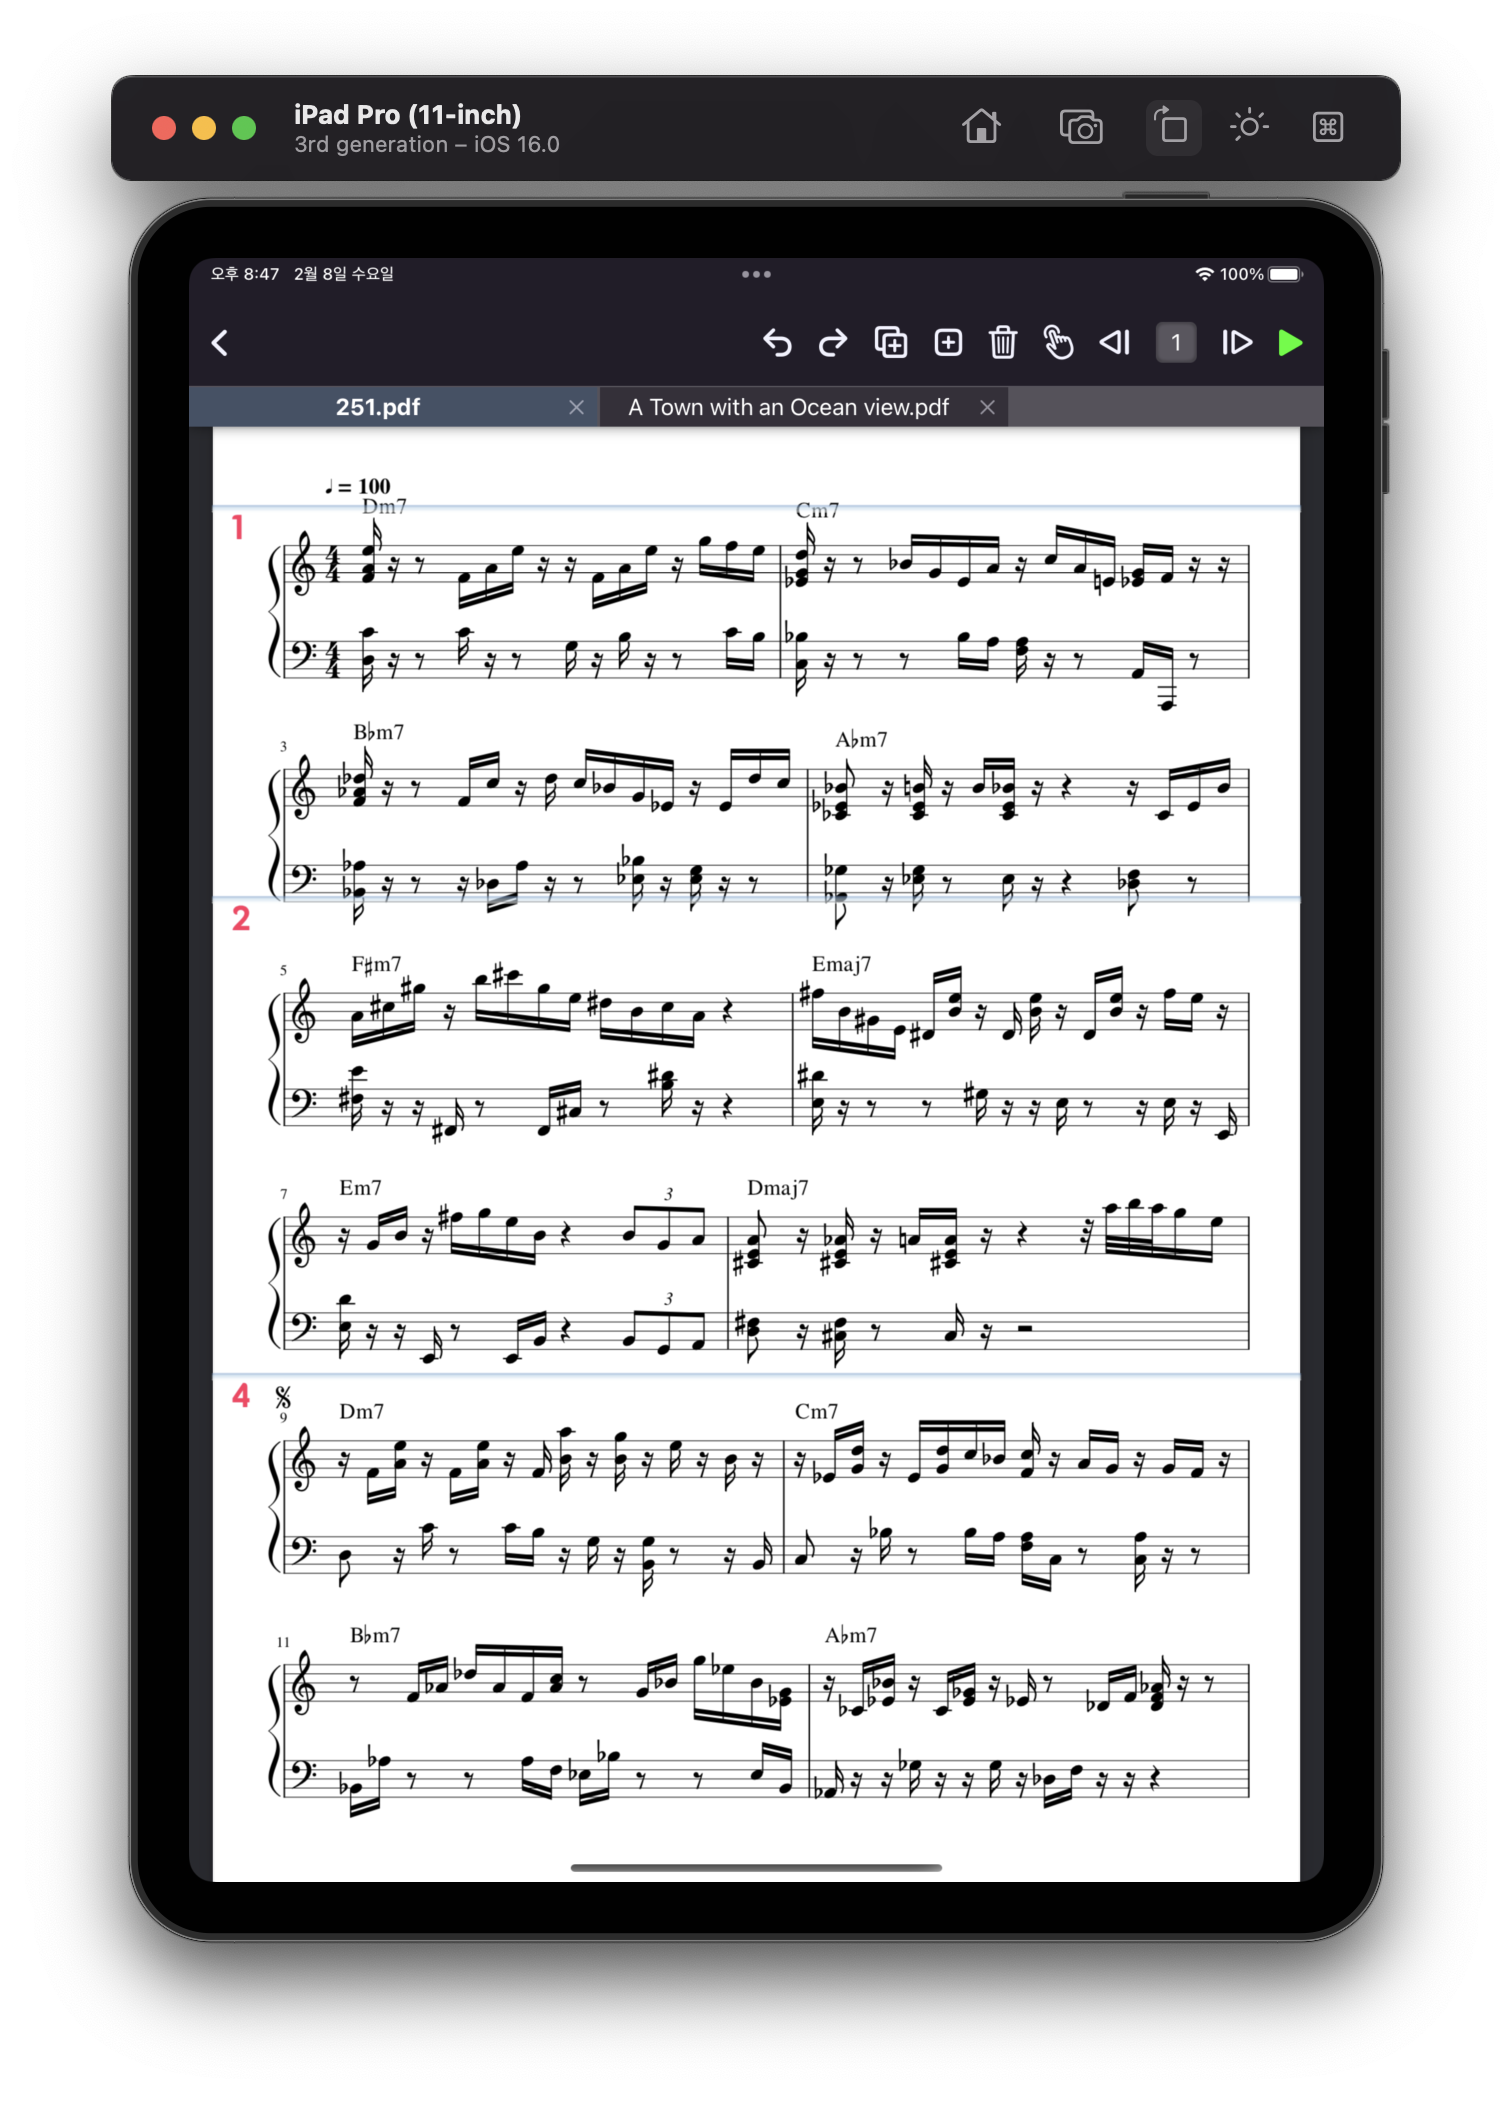 iPad Pro (11-inch)
3rd generation – iOS 16.0
오후 8:47 2월 8일 수요일
100%
1
251.pdf
A Town with an Ocean view.pdf
♩ = 100
1
Dm7 Cm7
3
B♭m7 A♭m7
2
5
F♯m7 Emaj7
7
Em7 3 Dmaj7
3
4
9
Dm7 Cm7
11
B♭m7 A♭m7